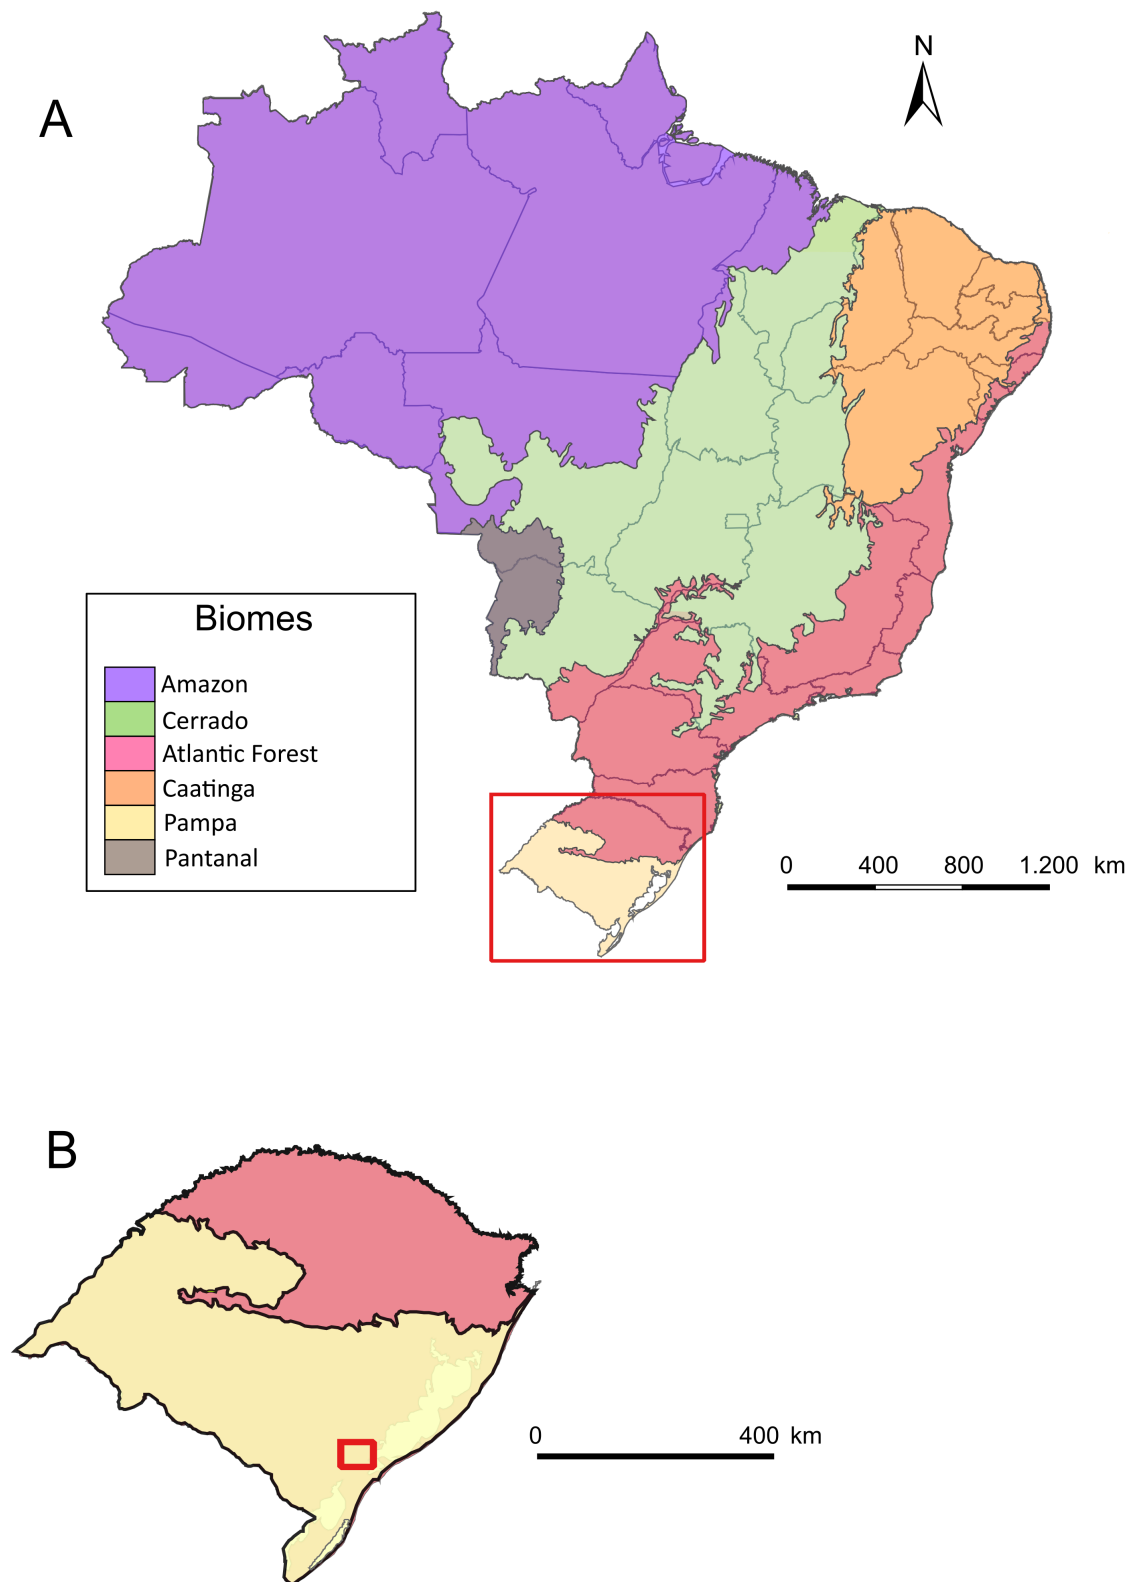 N
A
Biomes
Amazon
Cerrado
Atlantic Forest
Caatinga
Pampa
Pantanal
0 400 800 1.200 km
B
0 400 km